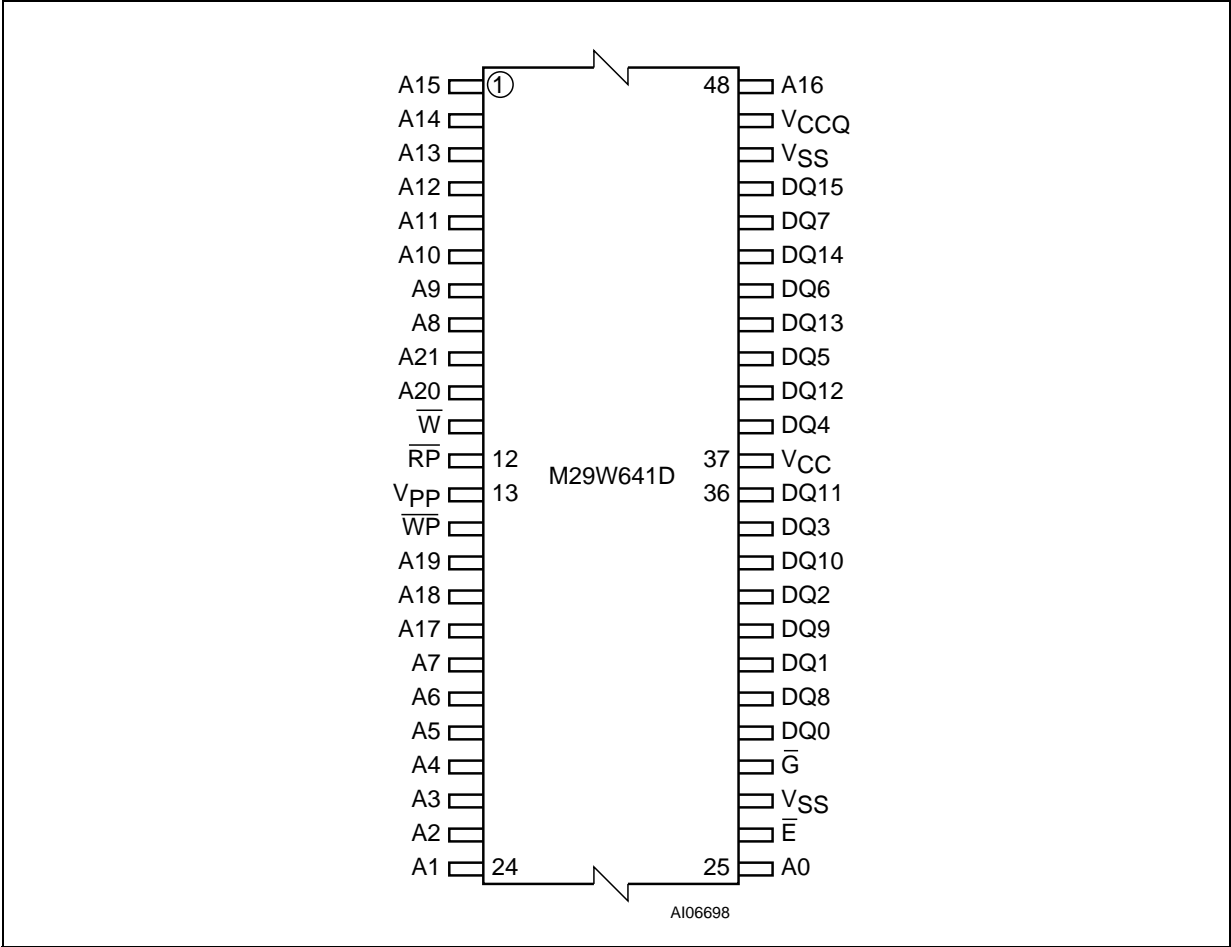 A15 ① 48 A16
A14 VCCQ
A13 VSS
A12 DQ15
A11 DQ7
A10 DQ14
A9 DQ6
A8 DQ13
A21 DQ5
A20 DQ12
W̅ DQ4
R̅P̅ 12 37 VCC
M29W641D
VPP 13 36 DQ11
W̅P̅ DQ3
A19 DQ10
A18 DQ2
A17 DQ9
A7 DQ1
A6 DQ8
A5 DQ0
A4 G̅
A3 VSS
A2 E̅
A1 24 25 A0
AI06698